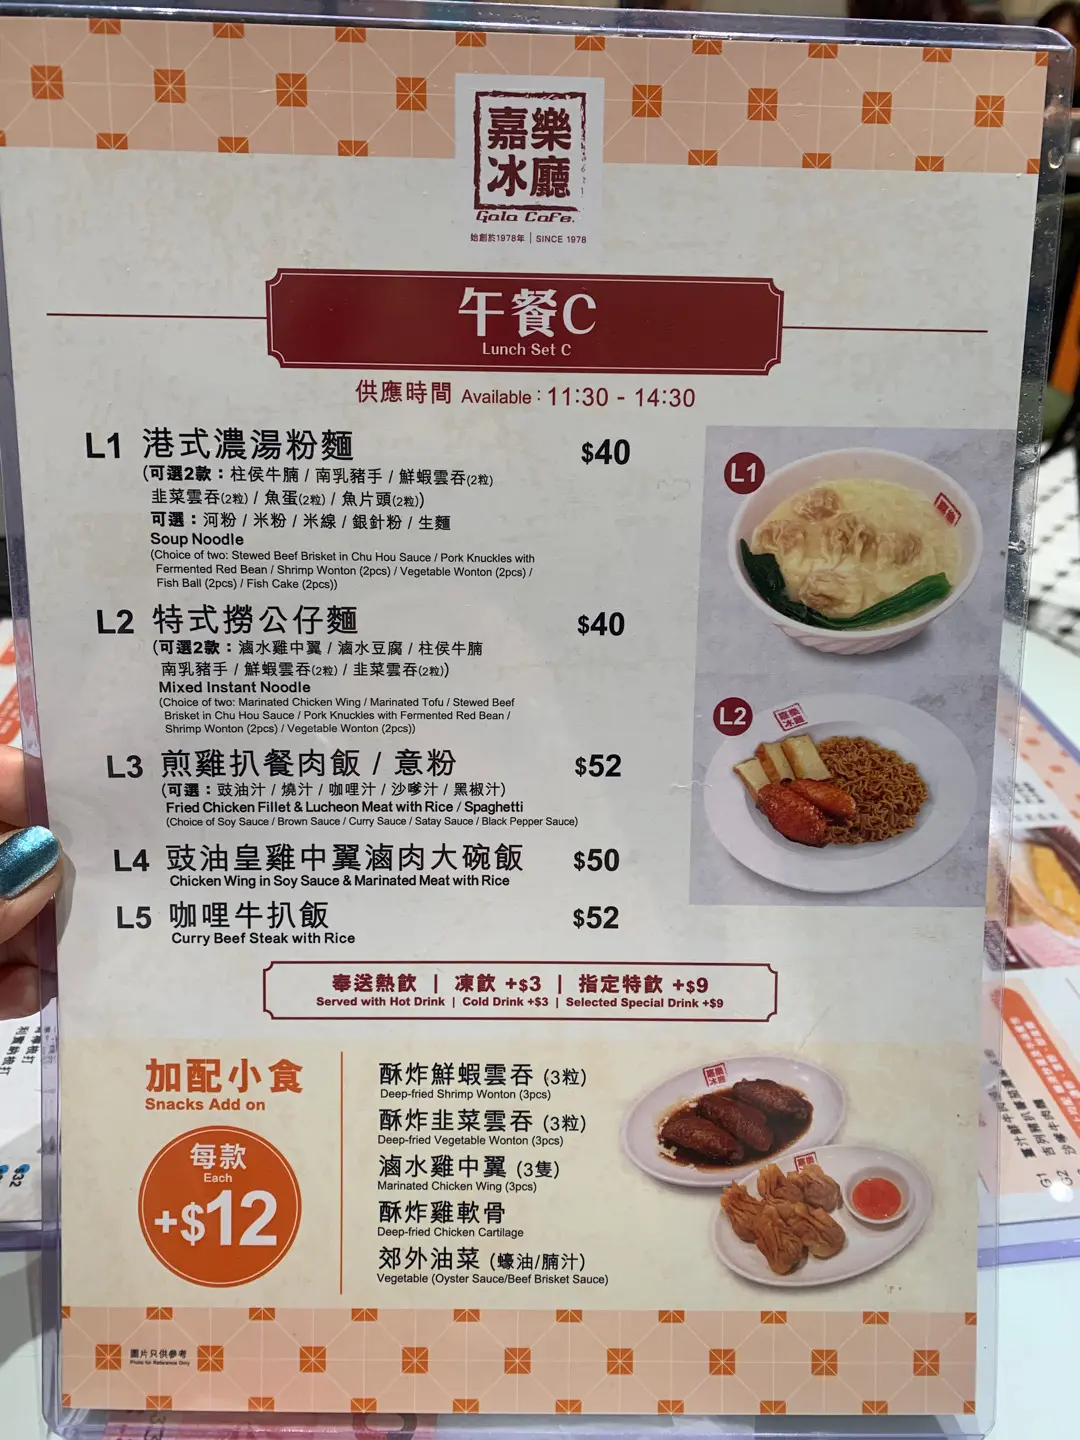 嘉樂
冰廳
Gala Cafe.
始創於1978年 | SINCE 1978
午餐C
Lunch Set C
供應時間 Available : 11:30 - 14:30
L1 港式濃湯粉麵 $40
(可選2款：柱侯牛腩 / 南乳豬手 / 鮮蝦雲吞(2粒)
韭菜雲吞(2粒) / 魚蛋(2粒) / 魚片頭(2粒))
可選：河粉 / 米粉 / 米線 / 銀針粉 / 生麵
Soup Noodle
(Choice of two: Stewed Beef Brisket in Chu Hou Sauce / Pork Knuckles with
Fermented Red Bean / Shrimp Wonton (2pcs) / Vegetable Wonton (2pcs) /
Fish Ball (2pcs) / Fish Cake (2pcs))
L2 特式撈公仔麵 $40
(可選2款：滷水雞中翼 / 滷水豆腐 / 柱侯牛腩
南乳豬手 / 鮮蝦雲吞(2粒) / 韭菜雲吞(2粒))
Mixed Instant Noodle
(Choice of two: Marinated Chicken Wing / Marinated Tofu / Stewed Beef
Brisket in Chu Hou Sauce / Pork Knuckles with Fermented Red Bean /
Shrimp Wonton (2pcs) / Vegetable Wonton (2pcs))
L3 煎雞扒餐肉飯 / 意粉 $52
(可選：豉油汁 / 燒汁 / 咖哩汁 / 沙嗲汁 / 黑椒汁)
Fried Chicken Fillet & Lucheon Meat with Rice / Spaghetti
(Choice of Soy Sauce / Brown Sauce / Curry Sauce / Satay Sauce / Black Pepper Sauce)
L4 豉油皇雞中翼滷肉大碗飯 $50
Chicken Wing in Soy Sauce & Marinated Meat with Rice
L5 咖哩牛扒飯 $52
Curry Beef Steak with Rice
L1
L2
奉送熱飲 | 凍飲 +$3 | 指定特飲 +$9
Served with Hot Drink | Cold Drink +$3 | Selected Special Drink +$9
加配小食
Snacks Add on
每款
Each
+$12
酥炸鮮蝦雲吞 (3粒)
Deep-fried Shrimp Wonton (3pcs)
酥炸韭菜雲吞 (3粒)
Deep-fried Vegetable Wonton (3pcs)
滷水雞中翼 (3隻)
Marinated Chicken Wing (3pcs)
酥炸雞軟骨
Deep-fried Chicken Cartilage
郊外油菜 (蠔油/腩汁)
Vegetable (Oyster Sauce/Beef Brisket Sauce)
圖片只供參考
Photo for Reference Only
G1
G2
$32